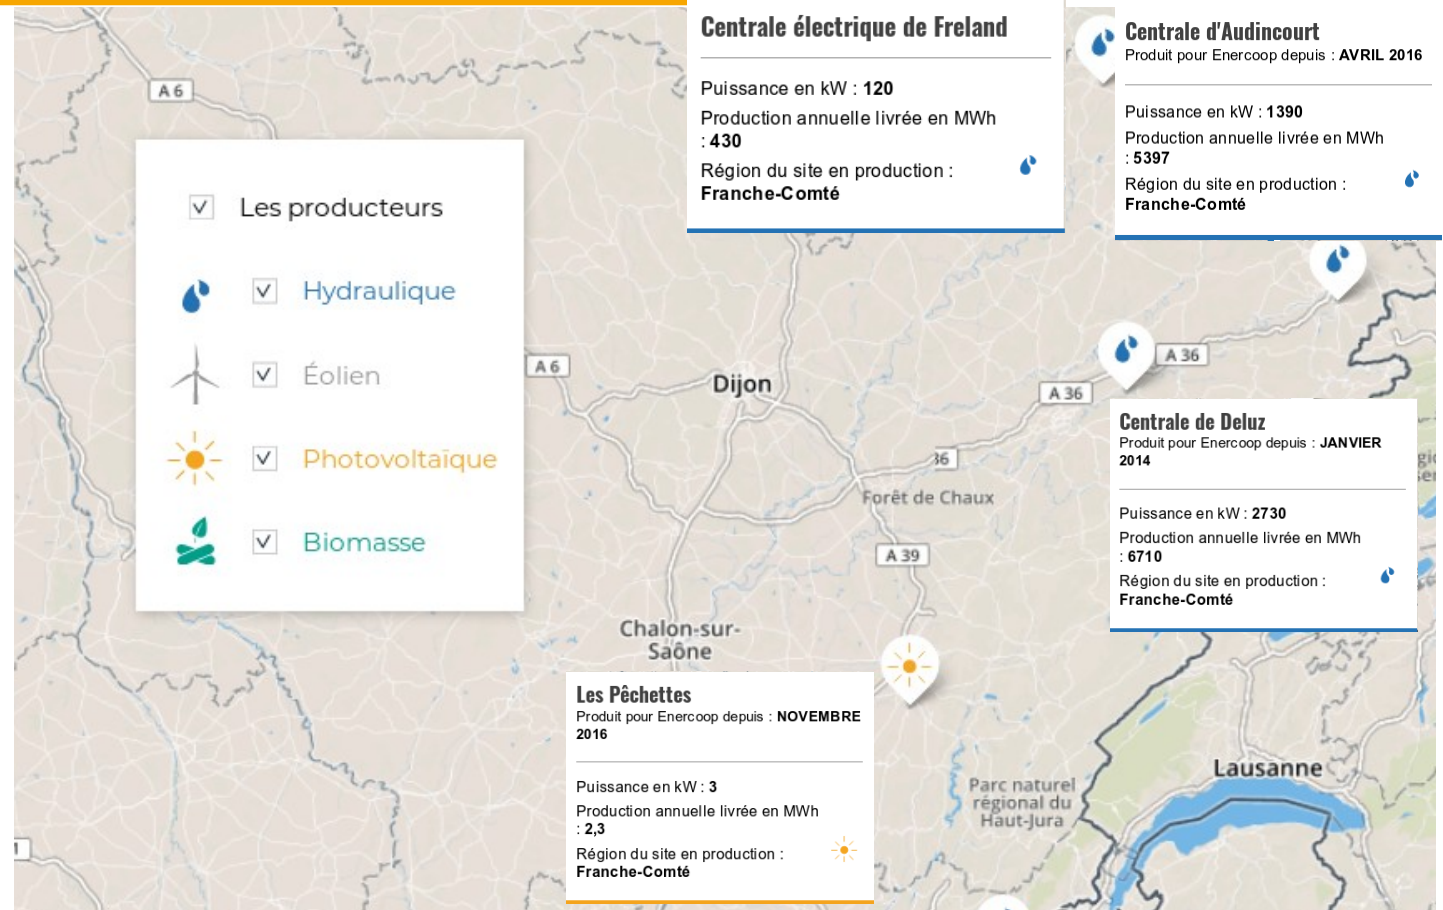 Centrale électrique de Freland
Puissance en kW : 120
Production annuelle livrée en MWh
: 430
Région du site en production :
Franche-Comté
Centrale d'Audincourt
Produit pour Enercoop depuis : AVRIL 2016
Puissance en kW : 1390
Production annuelle livrée en MWh
: 5397
Région du site en production :
Franche-Comté
A 6
Les producteurs
Hydraulique
Éolien
Photovoltaïque
Biomasse
A 6
Dijon
A 36
A 36
36
Forêt de Chaux
A 39
Chalon-sur-
Saône
Centrale de Deluz
Produit pour Enercoop depuis : JANVIER
2014
Puissance en kW : 2730
Production annuelle livrée en MWh
: 6710
Région du site en production :
Franche-Comté
Les Pêchettes
Produit pour Enercoop depuis : NOVEMBRE
2016
Puissance en kW : 3
Production annuelle livrée en MWh
: 2,3
Région du site en production :
Franche-Comté
Parc naturel
régional du
Haut-Jura
Lausanne